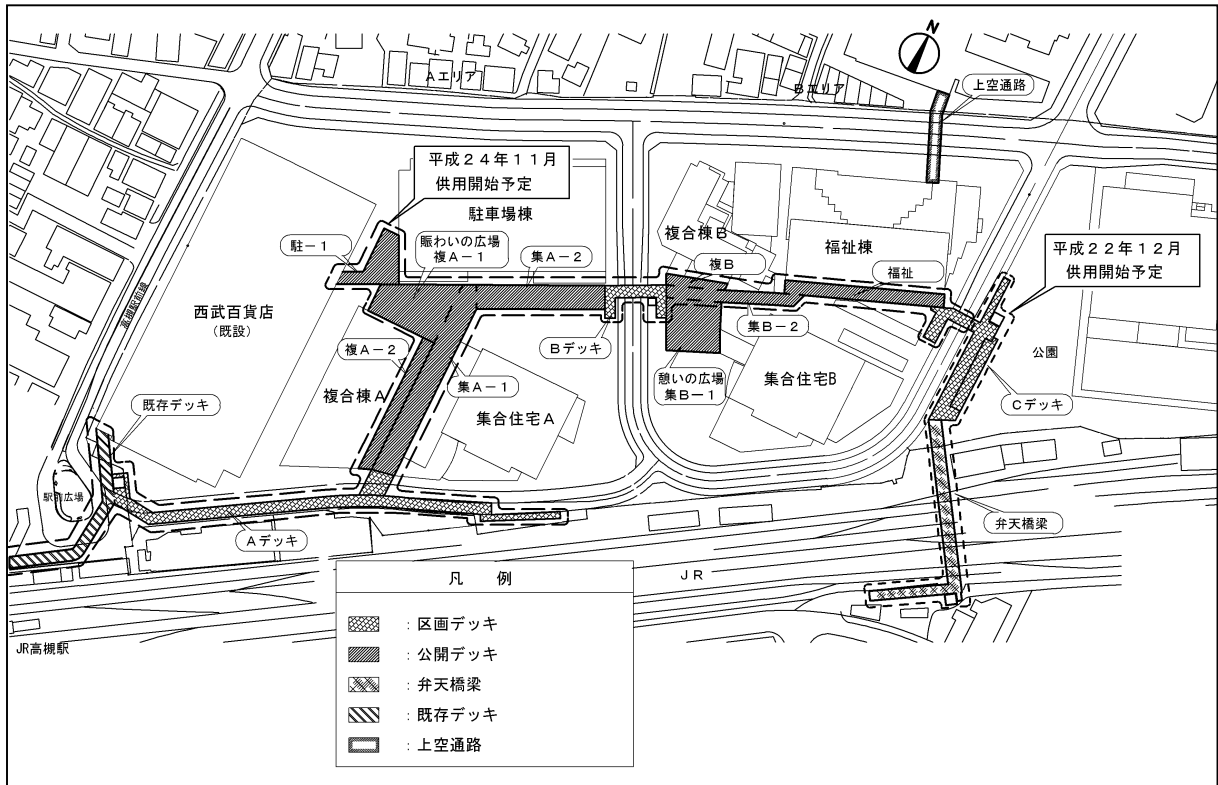 N
Aエリア
Bエリア
上空通路
平成24年11月
供用開始予定
駐車場棟
複合棟B
福祉棟
平成22年12月
供用開始予定
駐-1
賑わいの広場
複A-1
集A-2
複B
福祉
高槻駅前線
西武百貨店
(既設)
Bデッキ
集B-2
公園
複A-2
集A-1
憩いの広場
集B-1
集合住宅B
Cデッキ
既存デッキ
複合棟A
集合住宅A
駅前広場
Aデッキ
弁天橋梁
JR
JR高槻駅
凡 例
:区画デッキ
:公開デッキ
:弁天橋梁
:既存デッキ
:上空通路